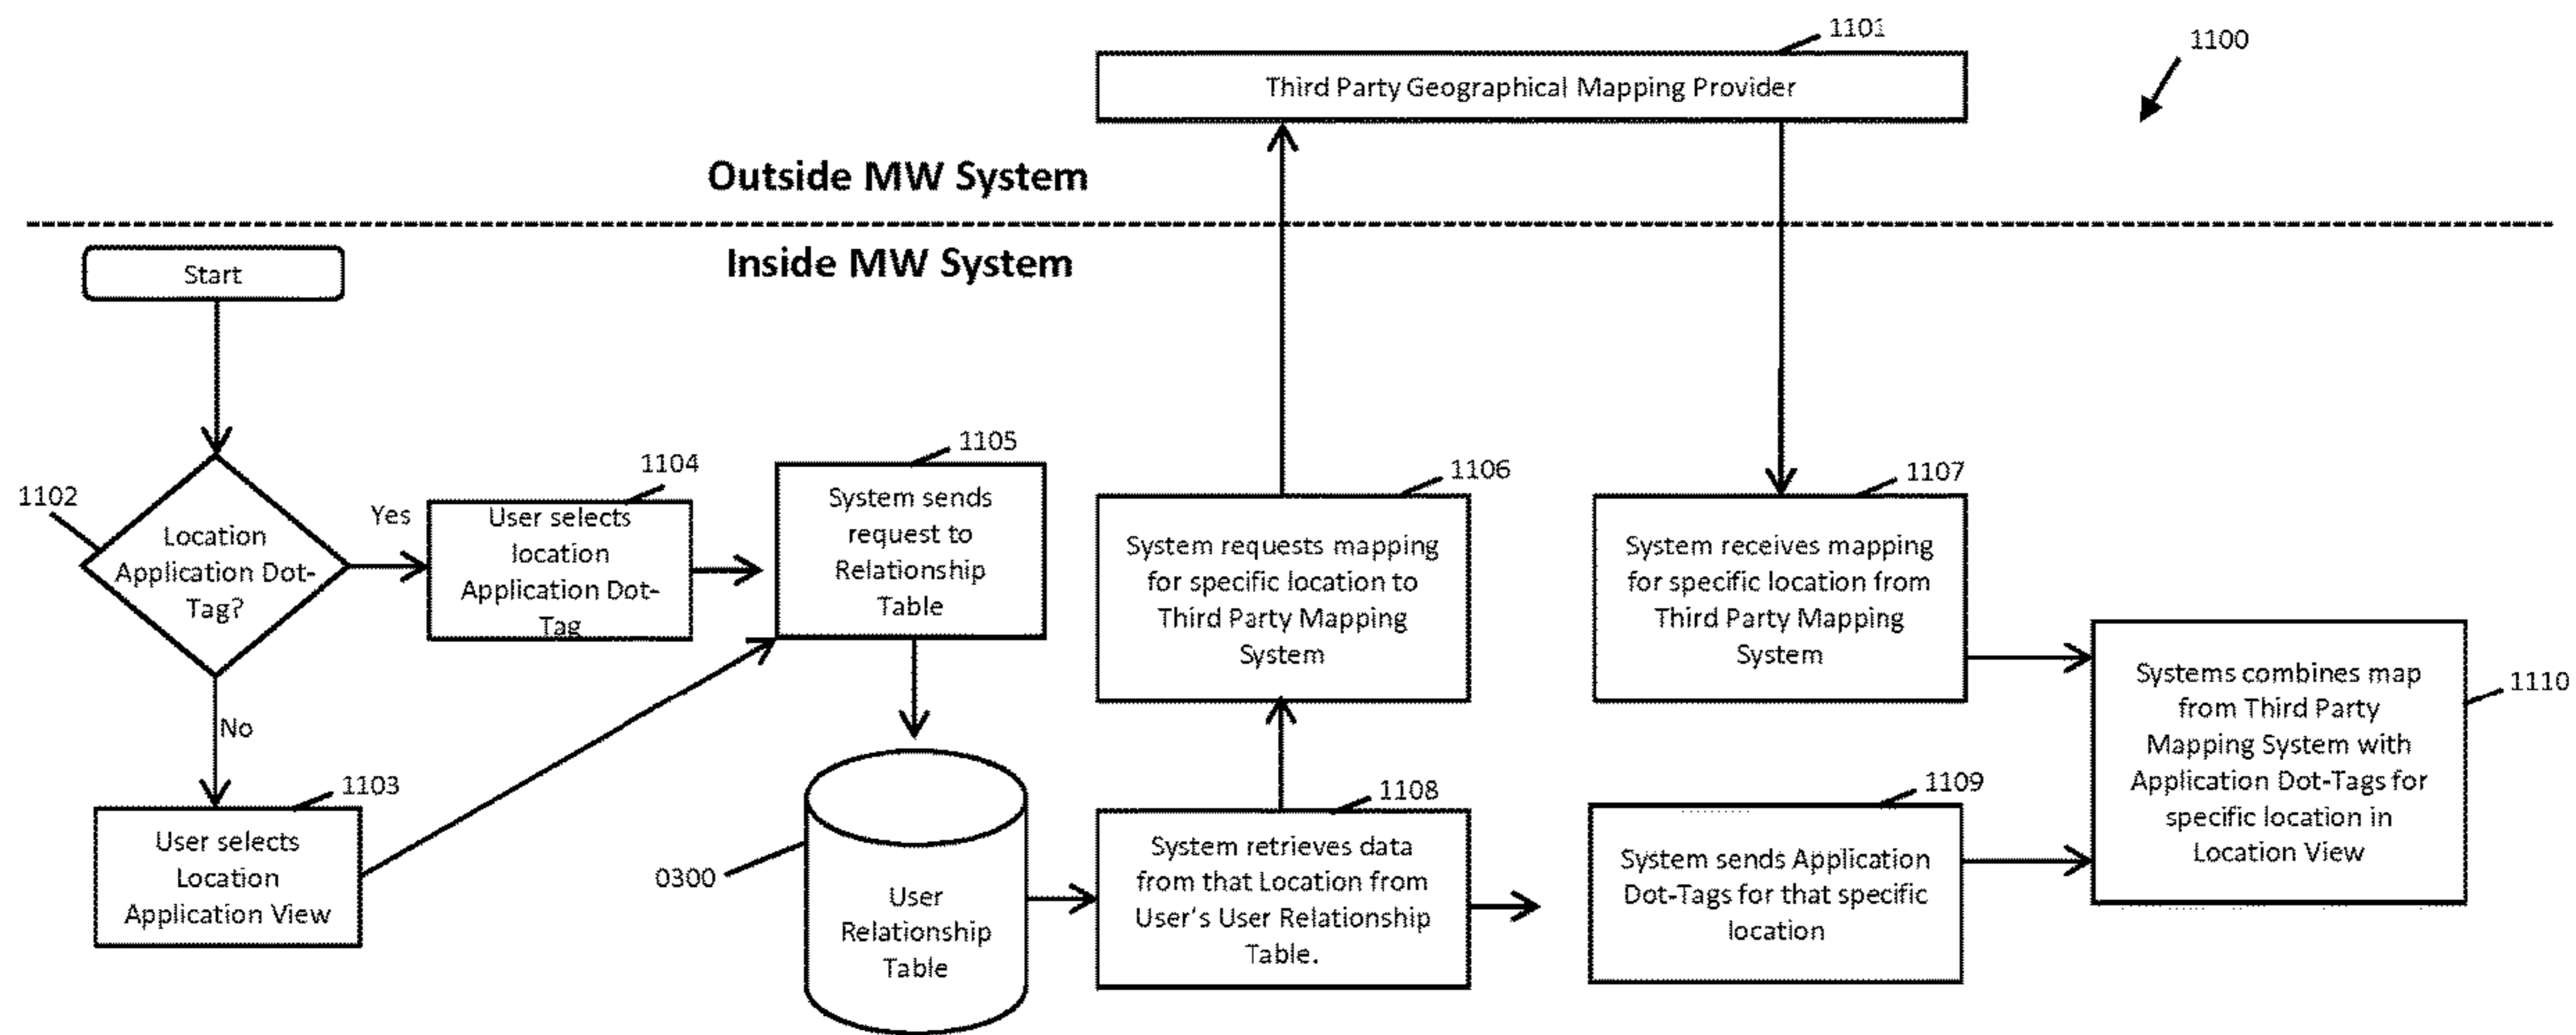 1101
1100
Third Party Geographical Mapping Provider
Outside MW System
Inside MW System
Start
1102
Location
Application Dot-
Tag?
Yes
No
1104
User selects
location
Application Dot-
Tag
1103
User selects
Location
Application View
1105
System sends
request to
Relationship
Table
0300
User
Relationship
Table
1106
System requests mapping
for specific location to
Third Party Mapping
System
1108
System retrieves data
from that Location from
User's User Relationship
Table.
1107
System receives mapping
for specific location from
Third Party Mapping
System
1109
System sends Application
Dot-Tags for that specific
location
1110
Systems combines map
from Third Party
Mapping System with
Application Dot-Tags for
specific location in
Location View